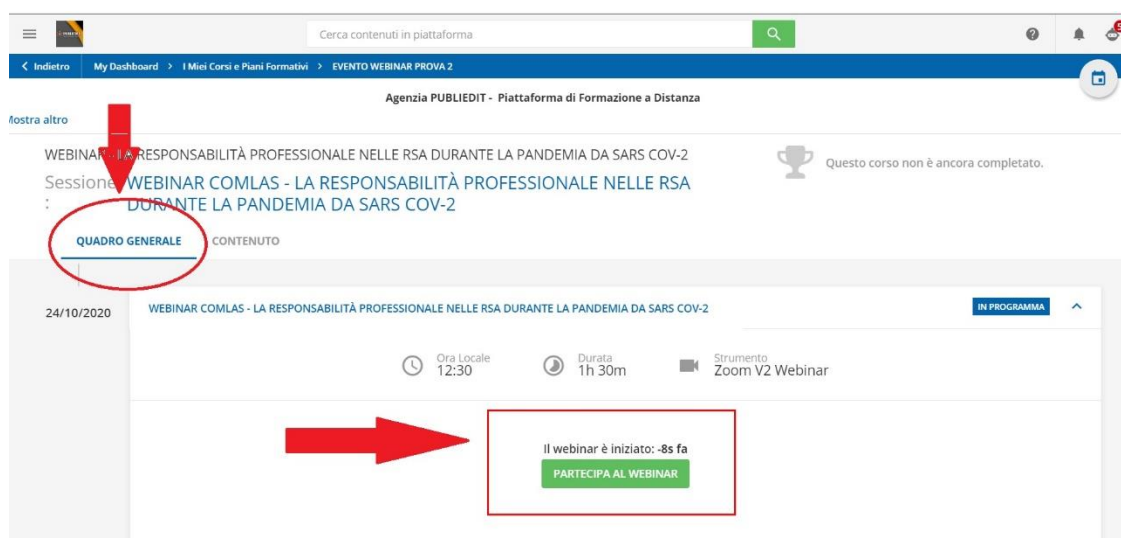 Cerca contenuti in piattaforma
Indietro My Dashboard > I Miei Corsi e Piani Formativi > EVENTO WEBINAR PROVA 2
Agenzia PUBLIEDIT - Piattaforma di Formazione a Distanza
Mostra altro
WEBINAR - LA RESPONSABILITÀ PROFESSIONALE NELLE RSA DURANTE LA PANDEMIA DA SARS COV-2
Questo corso non è ancora completato.
Sessione : WEBINAR COMLAS - LA RESPONSABILITÀ PROFESSIONALE NELLE RSA
DURANTE LA PANDEMIA DA SARS COV-2
QUADRO GENERALE CONTENUTO
24/10/2020 WEBINAR COMLAS - LA RESPONSABILITÀ PROFESSIONALE NELLE RSA DURANTE LA PANDEMIA DA SARS COV-2 IN PROGRAMMA
Ora Locale Durata Strumento
12:30 1h 30m Zoom V2 Webinar
Il webinar è iniziato: -8s fa
PARTECIPA AL WEBINAR